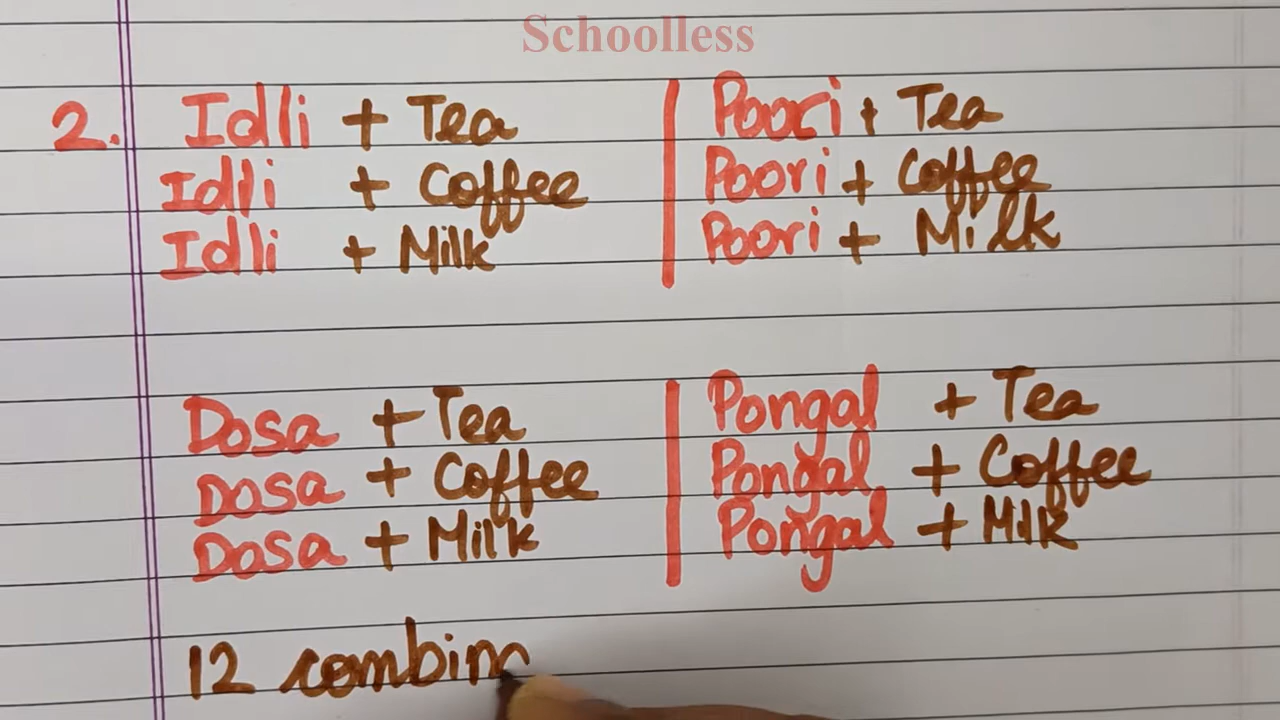 Schoolless
2. Idli + Tea
Idli + Coffee
Idli + Milk
Poori + Tea
Poori + Coffee
Poori + Milk
Dosa + Tea
Dosa + Coffee
Dosa + Milk
Pongal + Tea
Pongal + Coffee
Pongal + Milk
12 combin